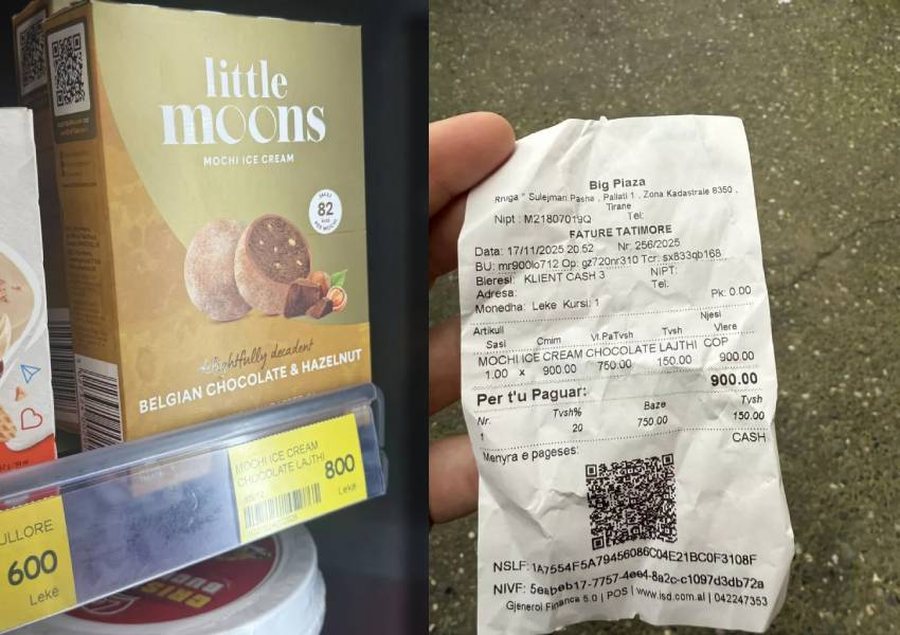 little
moons
MOCHI ICE CREAM
82
PER MOCHI
delightfully decadent
BELGIAN CHOCOLATE & HAZELNUT
MOCHI ICE CREAM
CHOCOLATE LAJTHI
800
Lekë
ULLORE
600
Lekë
Big Plaza
Rruga " Sulejman Pasha , Pallati 1 , Zona Kadastrale 8350 ,
Tirane
Nipt : M21807019Q Tel:
FATURE TATIMORE
Data: 17/11/2025 20:52 Nr: 256/2025
BU: mr900lo712 Op: gz720nr310 Tcr: sx833qb168
Bleresi: KLIENT CASH 3 NIPT:
Adresa: Tel:
Monedha: Leke Kursi: 1 Pk: 0.00
Artikull Njesi
Sasi Cmim Vl.PaTvsh Tvsh Vlere
MOCHI ICE CREAM CHOCOLATE LAJTHI COP
1.00 x 900.00 750.00 150.00 900.00
Per t'u Paguar: 900.00
Nr. Tvsh% Baze Tvsh
1 20 750.00 150.00
Menyra e pageses: CASH
NSLF: 1A7554F5A79456086C04E21BC0F3108F
NIVF: 5eabeb17-7757-4ee4-8a2c-c1097d3db72a
Gjenerol Financa 5.0 | POS | www.isd.com.al | 042247353